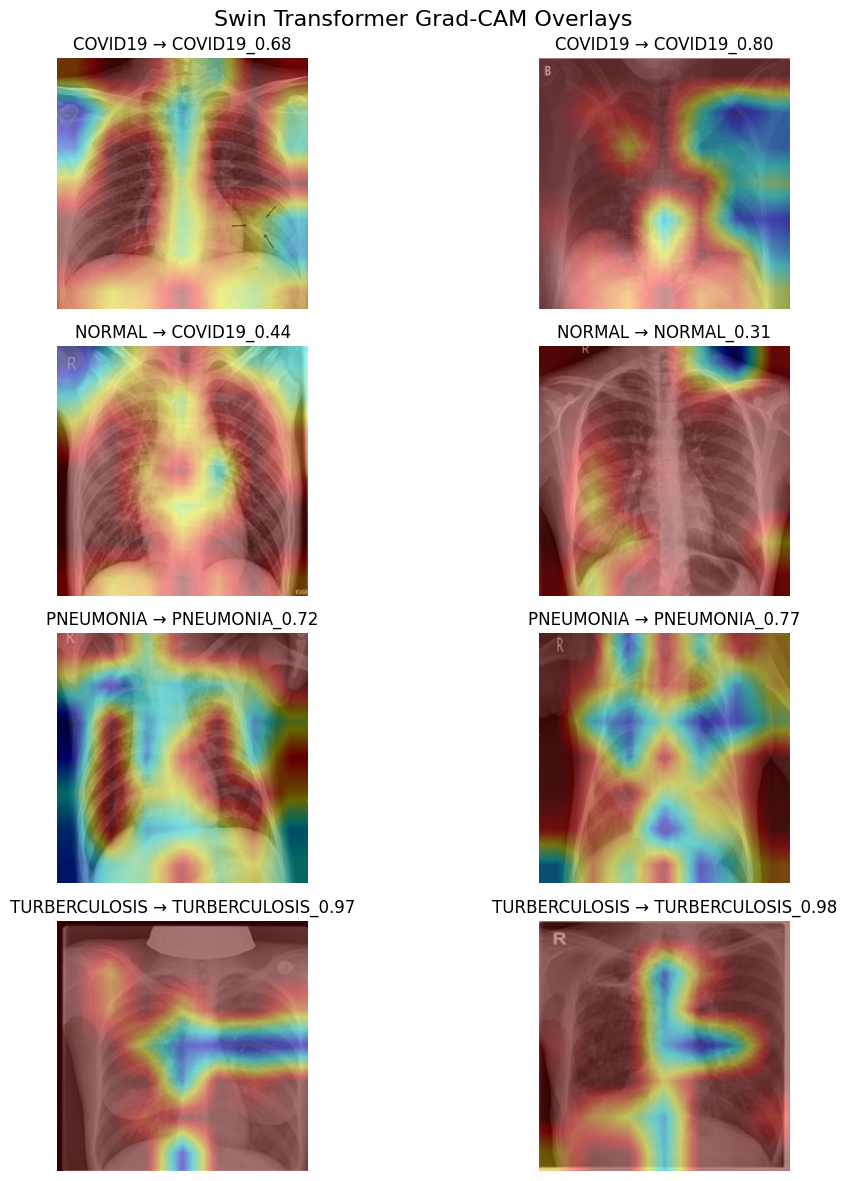 Swin Transformer Grad-CAM Overlays
COVID19 → COVID19_0.68
COVID19 → COVID19_0.80
B
NORMAL → COVID19_0.44
NORMAL → NORMAL_0.31
R
R
PNEUMONIA → PNEUMONIA_0.72
PNEUMONIA → PNEUMONIA_0.77
R
R
TURBERCULOSIS → TURBERCULOSIS_0.97
TURBERCULOSIS → TURBERCULOSIS_0.98
R